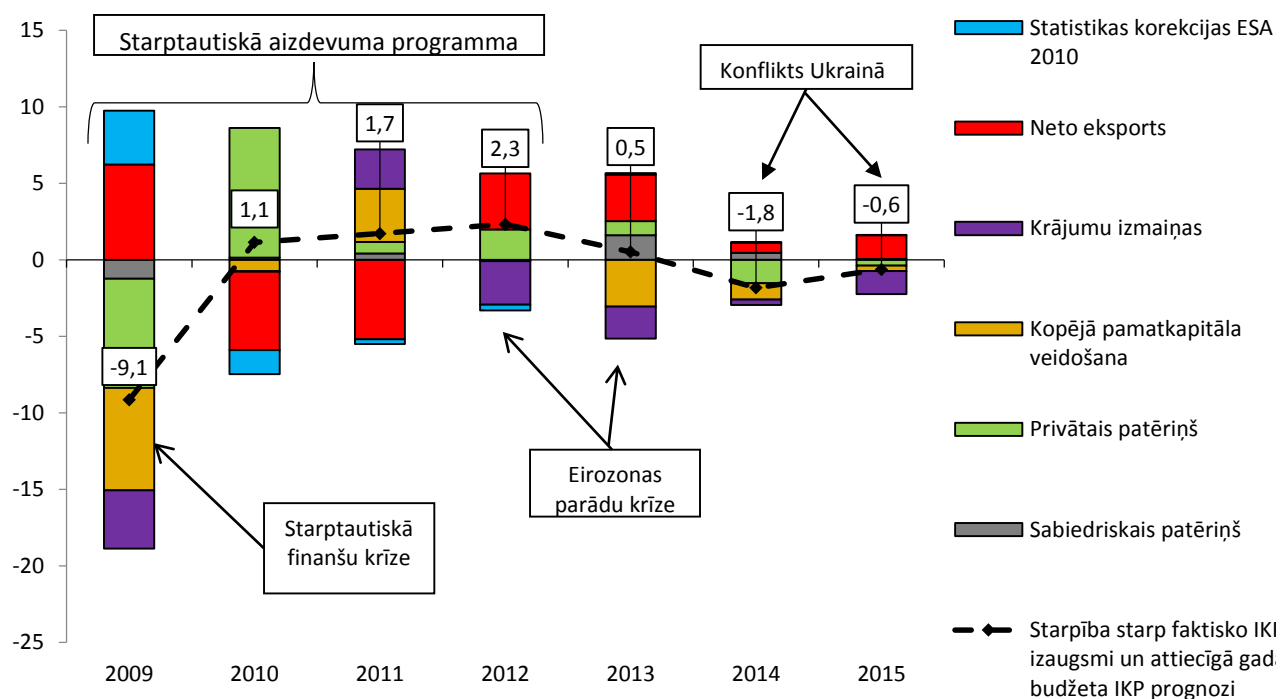 15
10
5
0
-5
-10
-15
-20
-25
Starptautiskā aizdevuma programma
Konflikts Ukrainā
-9,1
1,1
1,7
2,3
0,5
-1,8
-0,6
Eirozonas
parādu krīze
Starptautiskā
finanšu krīze
2009
2010
2011
2012
2013
2014
2015
Statistikas korekcijas ESA
2010
Neto eksports
Krājumu izmaiņas
Kopējā pamatkapitāla
veidošana
Privātais patēriņš
Sabiedriskais patēriņš
Starpība starp faktisko IKP
izaugsmi un attiecīgā gada
budžeta IKP prognozi